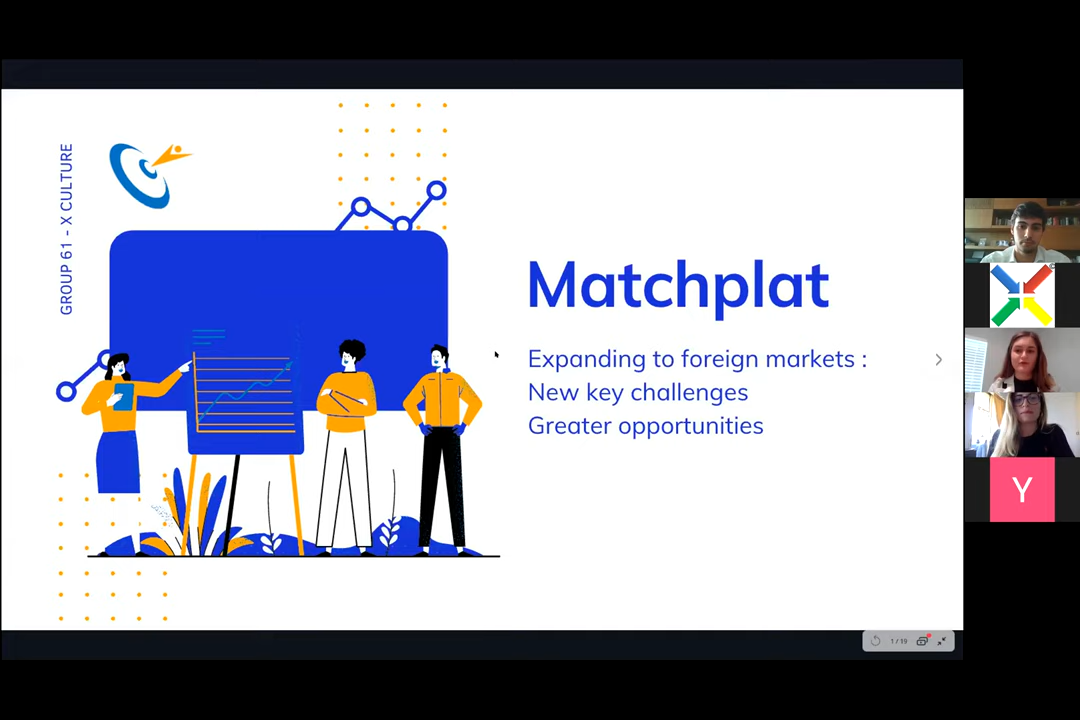 GROUP 61 - X CULTURE
Matchplat
Expanding to foreign markets :
New key challenges
Greater opportunities
Y
1 / 19